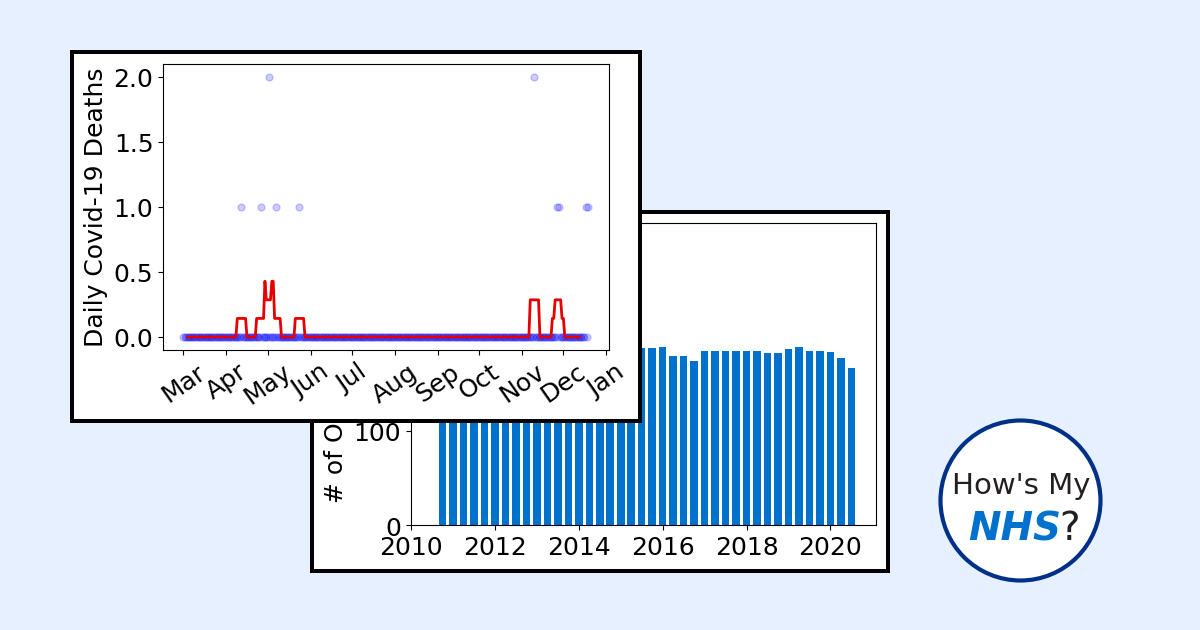 Daily Covid-19 Deaths
2.0
1.5
1.0
0.5
0.0
Mar Apr May Jun Jul Aug Sep Oct Nov Dec Jan
# of O
100
0
2010 2012 2014 2016 2018 2020
How's My
NHS?